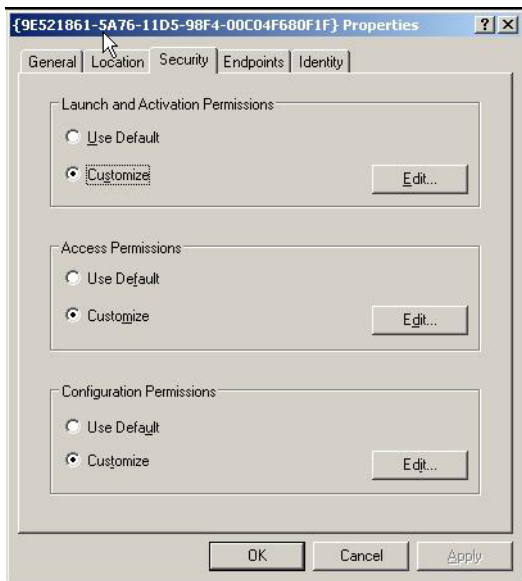 {9E521861-5A76-11D5-98F4-00C04F680F1F} Properties ? X
General Location Security Endpoints Identity
Launch and Activation Permissions
Use Default
Customize
Edit...
Access Permissions
Use Default
Customize
Edit...
Configuration Permissions
Use Default
Customize
Edit...
OK Cancel Apply